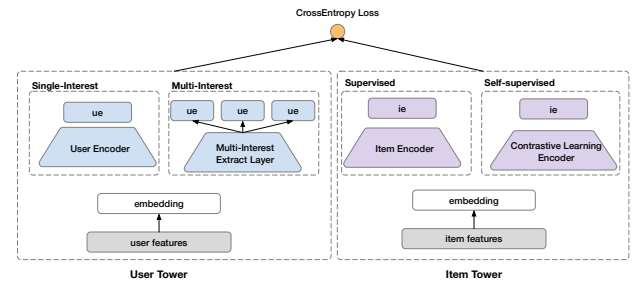 CrossEntropy Loss
Single-Interest
Multi-Interest
Supervised
Self-supervised
ue
ue
ue
ue
ie
ie
User Encoder
Multi-Interest
Extract Layer
Item Encoder
Contrastive Learning
Encoder
embedding
embedding
user features
item features
User Tower
Item Tower